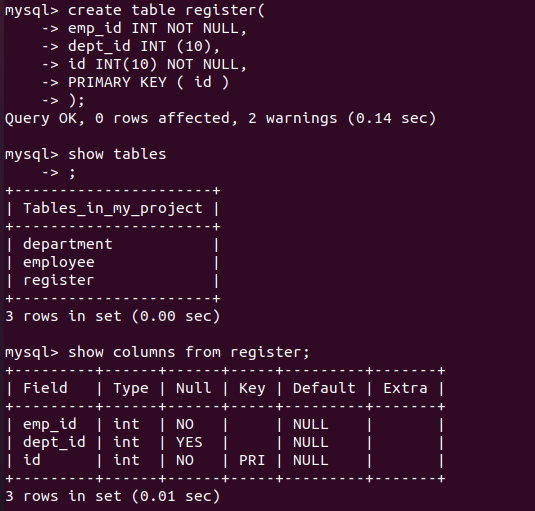 mysql> create table register(
    -> emp_id INT NOT NULL,
    -> dept_id INT (10),
    -> id INT(10) NOT NULL,
    -> PRIMARY KEY ( id )
    -> );
Query OK, 0 rows affected, 2 warnings (0.14 sec)

mysql> show tables
    -> ;
+----------------------+
| Tables_in_my_project |
+----------------------+
| department           |
| employee             |
| register             |
+----------------------+
3 rows in set (0.00 sec)

mysql> show columns from register;
+---------+------+------+-----+---------+-------+
| Field   | Type | Null | Key | Default | Extra |
+---------+------+------+-----+---------+-------+
| emp_id  | int  | NO   |     | NULL    |       |
| dept_id | int  | YES  |     | NULL    |       |
| id      | int  | NO   | PRI | NULL    |       |
+---------+------+------+-----+---------+-------+
3 rows in set (0.01 sec)